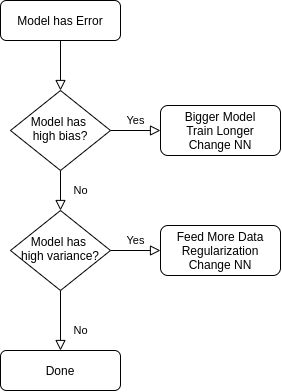 Model has Error
Model has
high bias?
Yes
Bigger Model
Train Longer
Change NN
No
Model has
high variance?
Yes
Feed More Data
Regularization
Change NN
No
Done